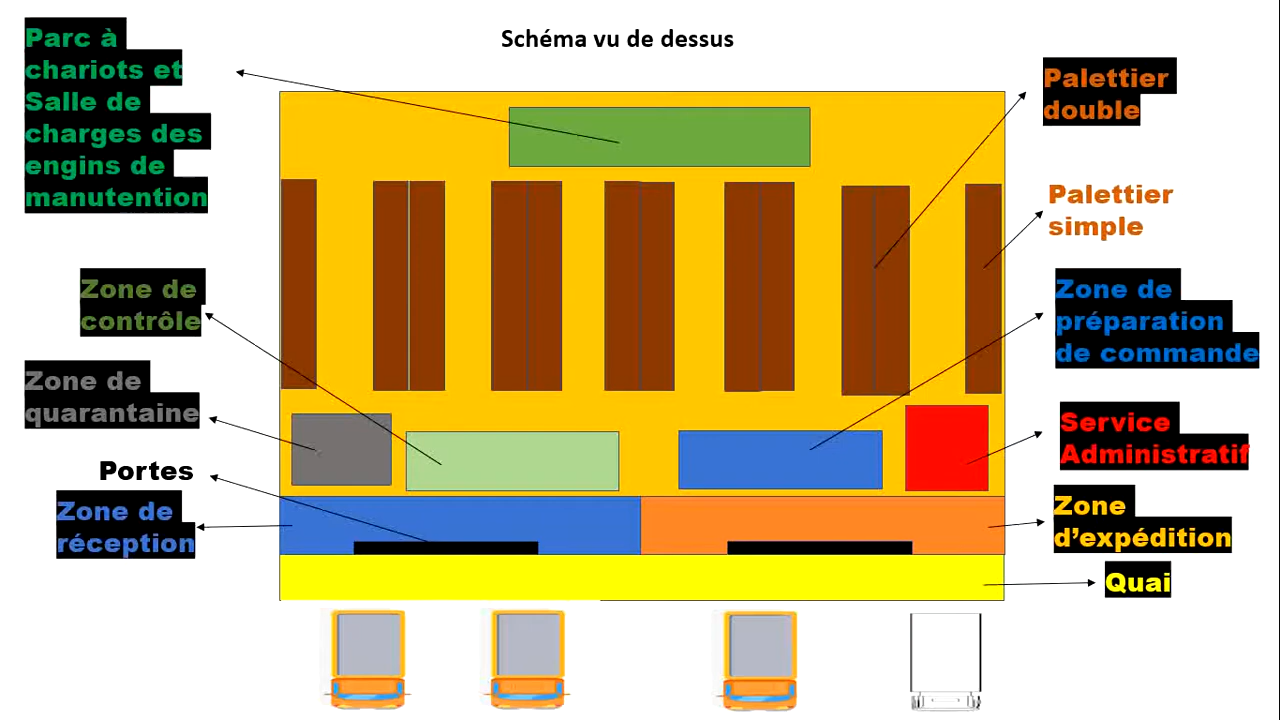 Schéma vu de dessus
Parc à
chariots et
Salle de
charges des
engins de
manutention
Zone de
contrôle
Zone de
quarantaine
Portes
Zone de
réception
Palettier
double
Palettier
simple
Zone de
préparation
de commande
Service
Administratif
Zone
d’expédition
Quai